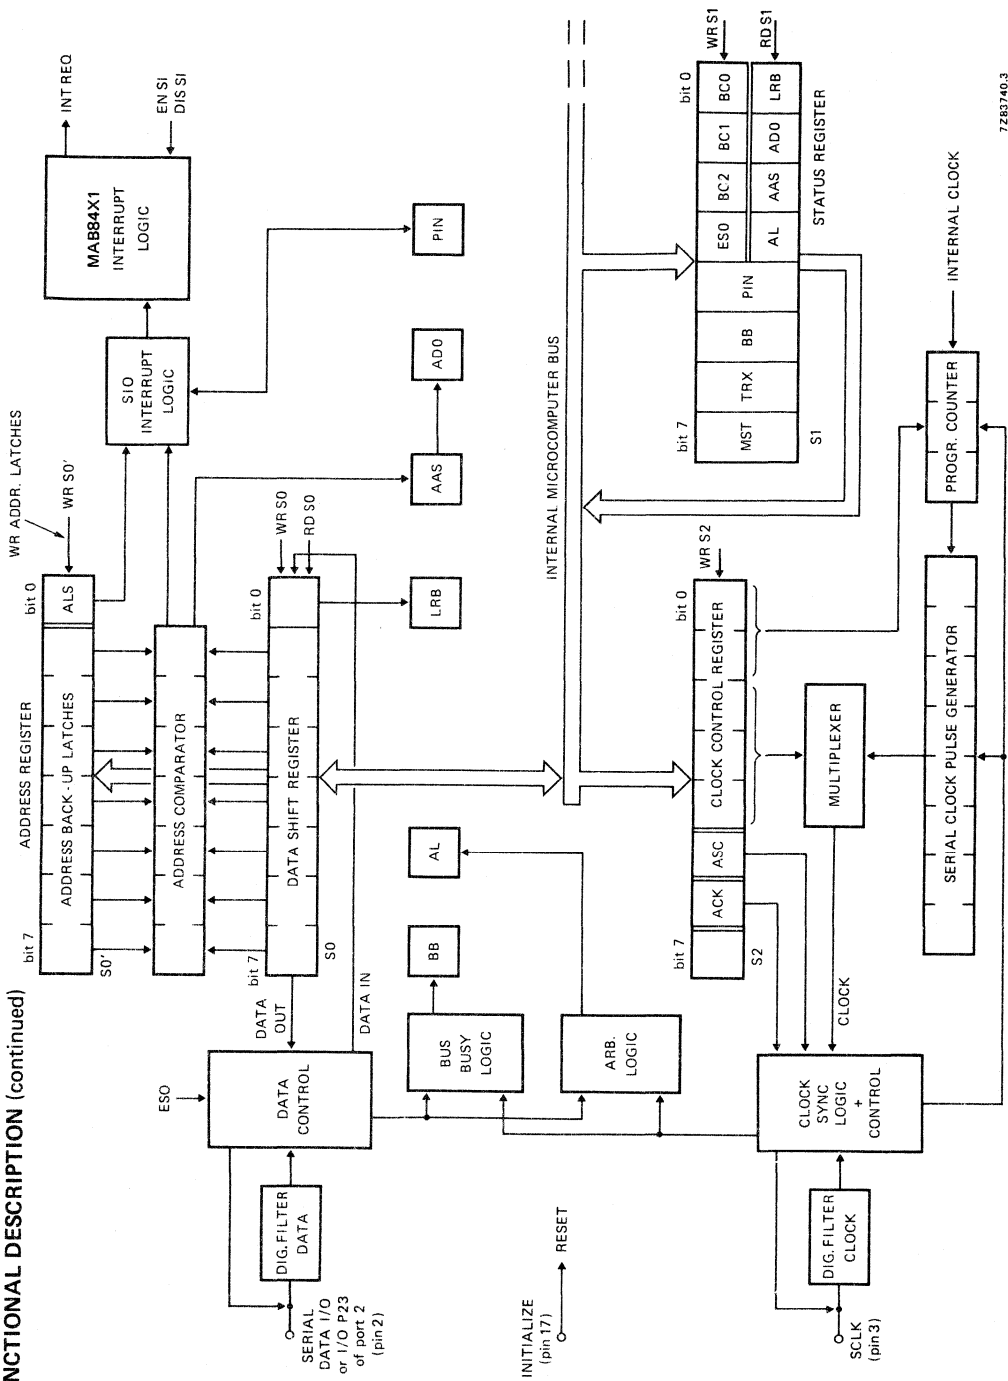 NCTIONAL DESCRIPTION (continued)
ADDRESS REGISTER
WR ADDR. LATCHES
bit 7
bit 0
WR S0'
ADDRESS BACK - UP LATCHES
ALS
S0'
ADDRESS COMPARATOR
SIO
INTERRUPT
LOGIC
MAB84X1
INTERRUPT
LOGIC
INT REQ
EN SI
DIS SI
ESO
DATA
CONTROL
DATA
OUT
DATA IN
bit 7
bit 0
DATA SHIFT REGISTER
S0
WR S0
RD S0
DIG. FILTER
DATA
SERIAL
DATA I/O
or I/O P23
of port 2
(pin 2)
LRB
AAS
AD0
PIN
BUS
BUSY
LOGIC
BB
AL
ARB.
LOGIC
INITIALIZE
(pin 17)
RESET
INTERNAL MICROCOMPUTER BUS
bit 7
bit 0
WR S2
ACK
ASC
CLOCK CONTROL REGISTER
S2
bit 7
bit 0
MST
TRX
BB
PIN
ESO
BC2
BC1
BC0
WR S1
AL
AAS
AD0
LRB
RD S1
S1
STATUS REGISTER
MULTIPLEXER
CLOCK
CLOCK
SYNC
LOGIC
+
CONTROL
DIG. FILTER
CLOCK
SCLK
(pin 3)
SERIAL CLOCK PULSE GENERATOR
PROGR. COUNTER
INTERNAL CLOCK
7Z83740.3